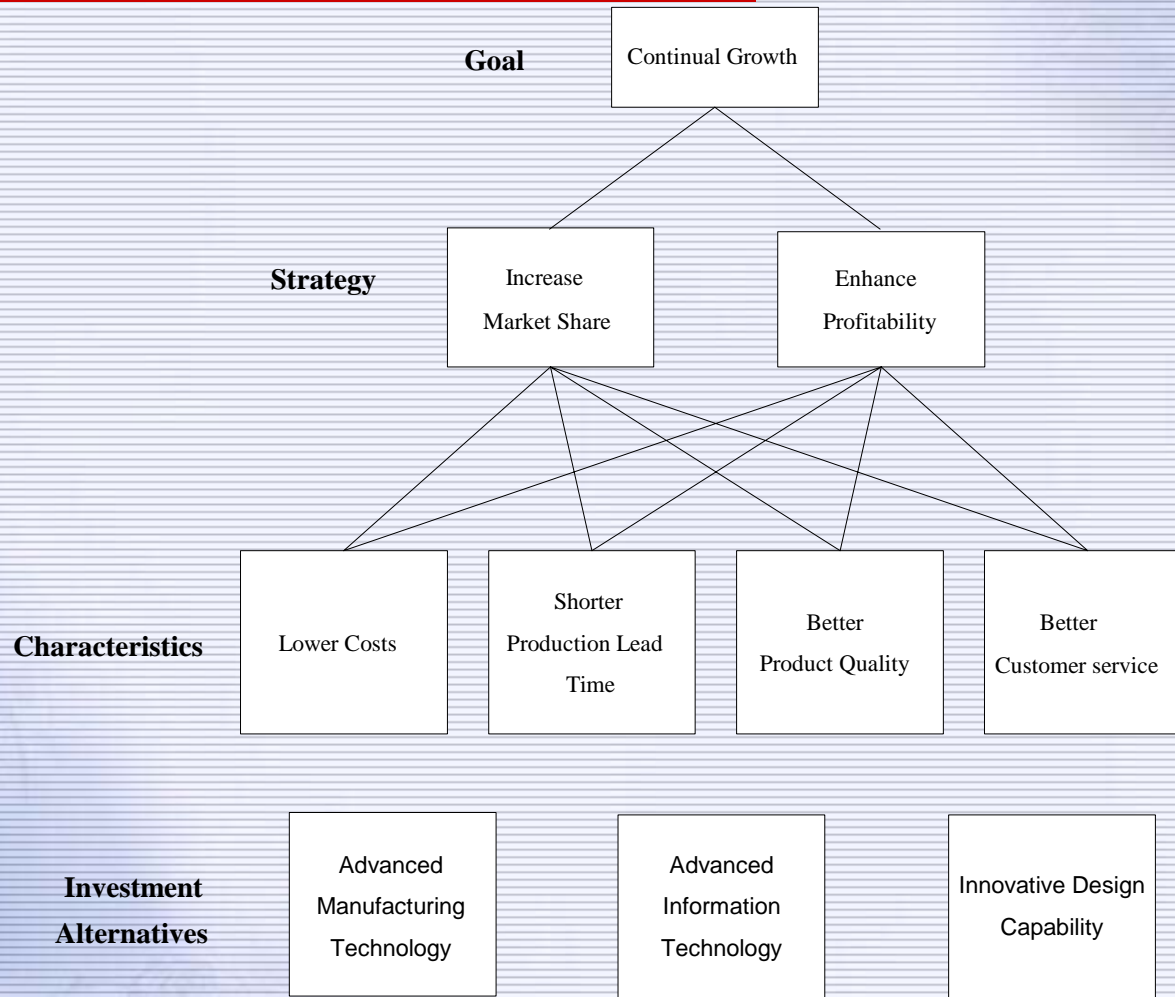 Goal
Continual Growth
Strategy
Increase
Market Share
Enhance
Profitability
Characteristics
Lower Costs
Shorter
Production Lead
Time
Better
Product Quality
Better
Customer service
Investment
Alternatives
Advanced
Manufacturing
Technology
Advanced
Information
Technology
Innovative Design
Capability